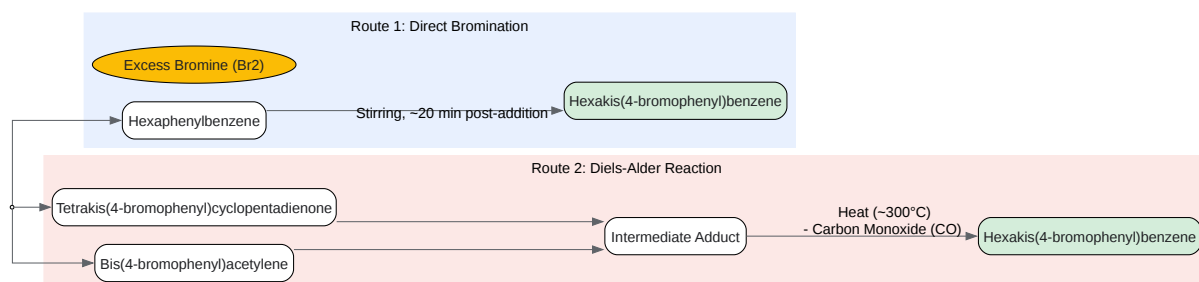 Route 1: Direct Bromination
Excess Bromine (Br2)
Hexaphenylbenzene
Stirring, ~20 min post-addition
Hexakis(4-bromophenyl)benzene
Route 2: Diels-Alder Reaction
Tetrakis(4-bromophenyl)cyclopentadienone
Bis(4-bromophenyl)acetylene
Intermediate Adduct
Heat (~300°C)
- Carbon Monoxide (CO)
Hexakis(4-bromophenyl)benzene